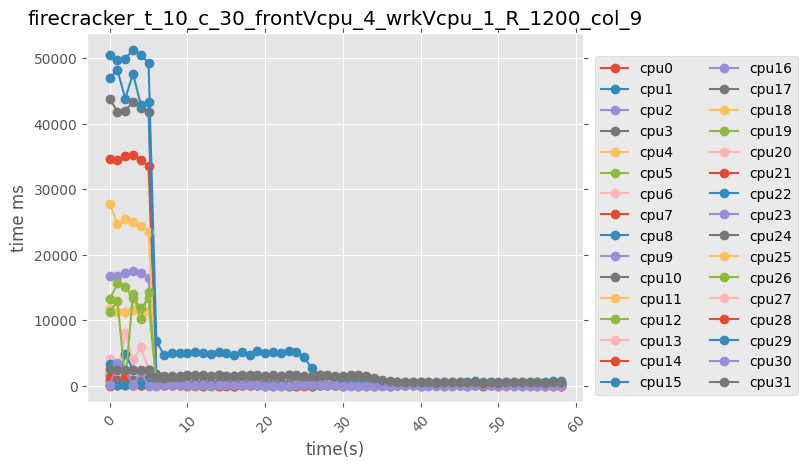 firecracker_t_10_c_30_frontVcpu_4_wrkVcpu_1_R_1200_col_9
50000
40000
30000
20000
10000
0
time ms
0 10 20 30 40 50 60
time(s)
cpu0 cpu16
cpu1 cpu17
cpu2 cpu18
cpu3 cpu19
cpu4 cpu20
cpu5 cpu21
cpu6 cpu22
cpu7 cpu23
cpu8 cpu24
cpu9 cpu25
cpu10 cpu26
cpu11 cpu27
cpu12 cpu28
cpu13 cpu29
cpu14 cpu30
cpu15 cpu31